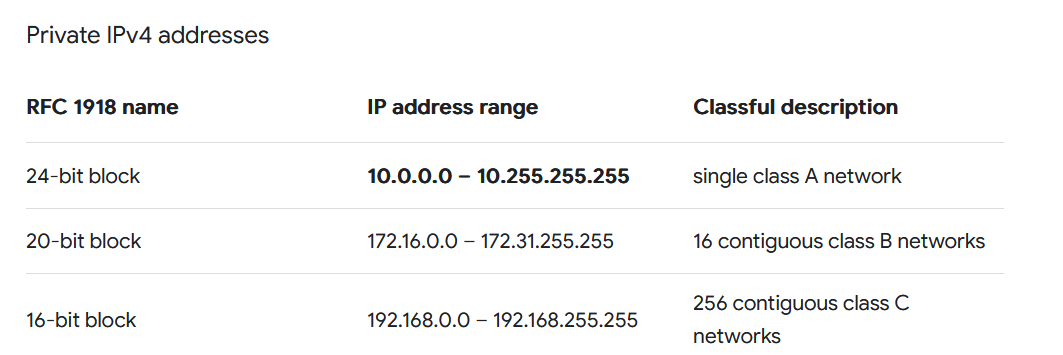 Private IPv4 addresses
RFC 1918 name IP address range Classful description
24-bit block 10.0.0.0 – 10.255.255.255 single class A network
20-bit block 172.16.0.0 – 172.31.255.255 16 contiguous class B networks
16-bit block 192.168.0.0 – 192.168.255.255 256 contiguous class C
networks